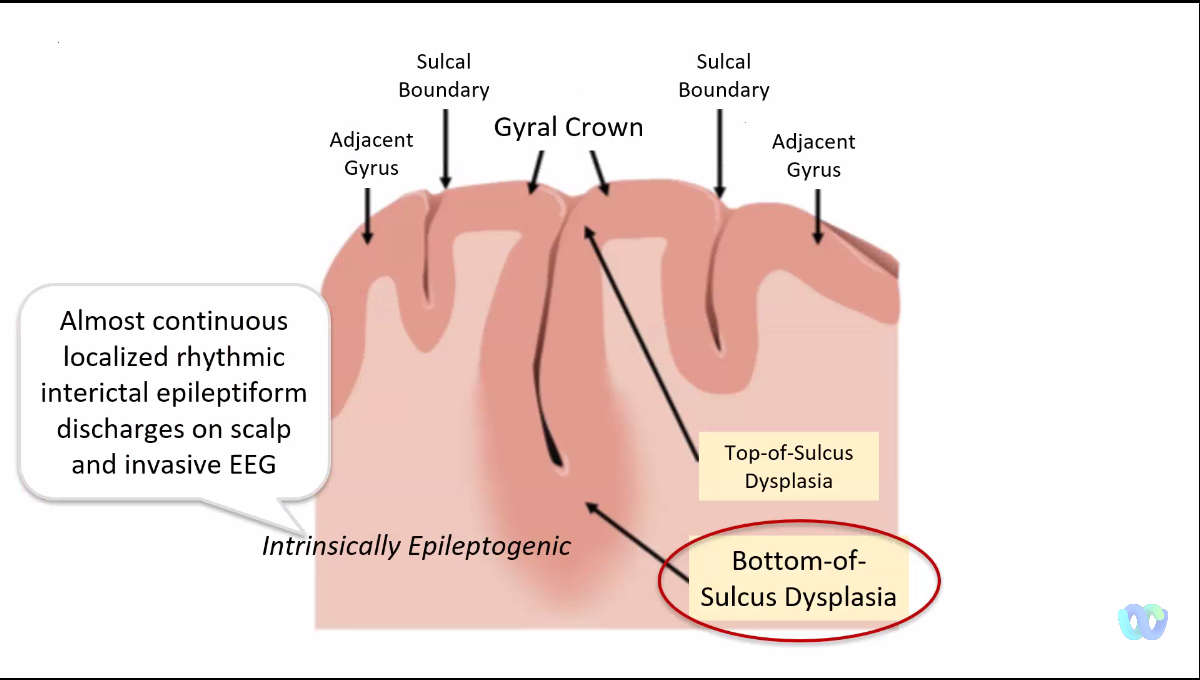 Sulcal
Boundary
Sulcal
Boundary
Gyral Crown
Adjacent
Gyrus
Adjacent
Gyrus
Almost continuous
localized rhythmic
interictal epileptiform
discharges on scalp
and invasive EEG
Top-of-Sulcus
Dysplasia
Intrinsically Epileptogenic
Bottom-of-
Sulcus Dysplasia